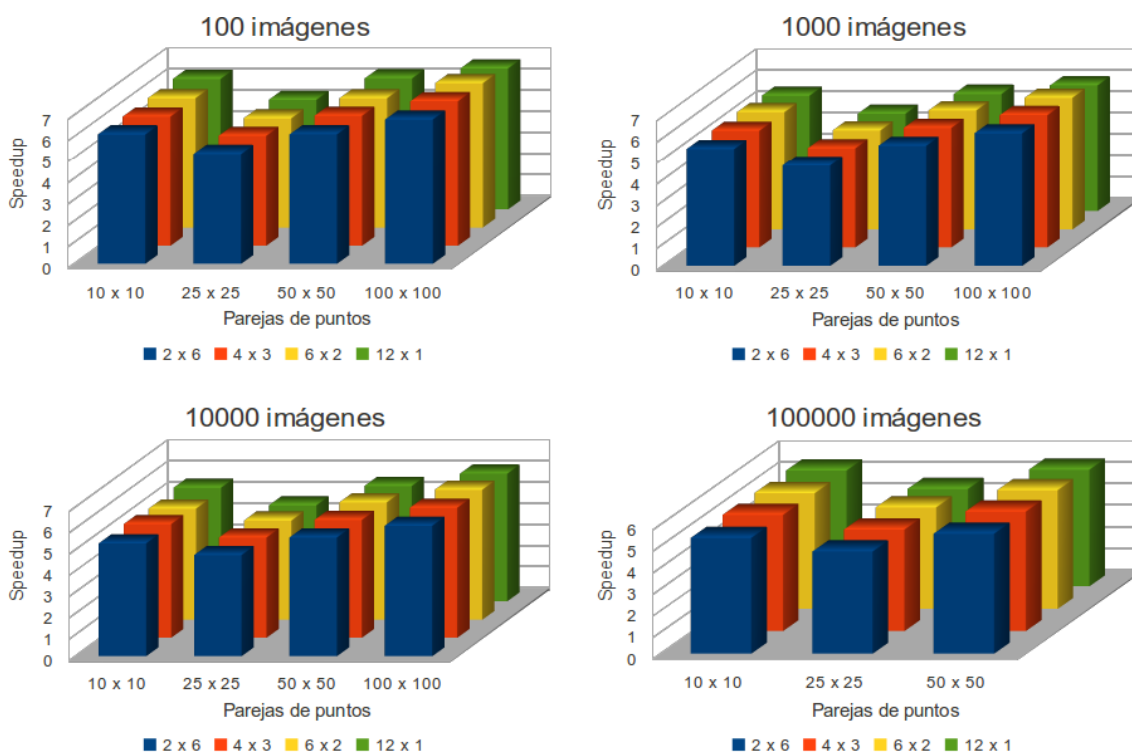 100 imágenes
Speedup
7
6
5
4
3
2
1
0
10 x 10 25 x 25 50 x 50 100 x 100
Parejas de puntos
2 x 6 4 x 3 6 x 2 12 x 1
1000 imágenes
Speedup
7
6
5
4
3
2
1
0
10 x 10 25 x 25 50 x 50 100 x 100
Parejas de puntos
2 x 6 4 x 3 6 x 2 12 x 1
10000 imágenes
Speedup
7
6
5
4
3
2
1
0
10 x 10 25 x 25 50 x 50 100 x 100
Parejas de puntos
2 x 6 4 x 3 6 x 2 12 x 1
100000 imágenes
Speedup
6
5
4
3
2
1
0
10 x 10 25 x 25 50 x 50
Parejas de puntos
2 x 6 4 x 3 6 x 2 12 x 1